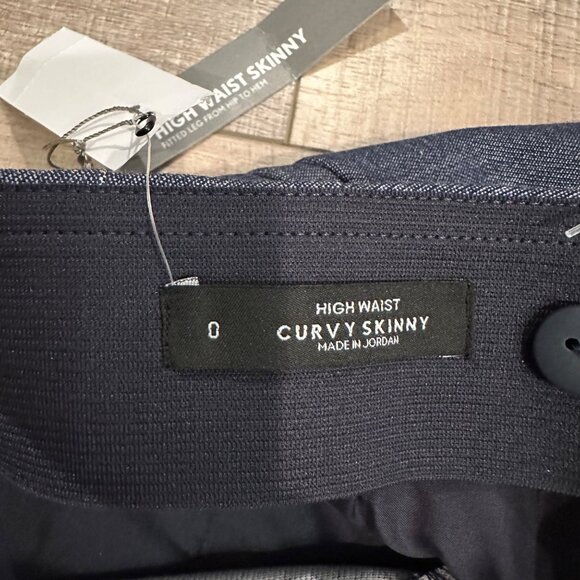 HIGH WAIST SKINNY
FITTED LEG FROM HIP TO HEM
0
HIGH WAIST
CURVY SKINNY
MADE IN JORDAN